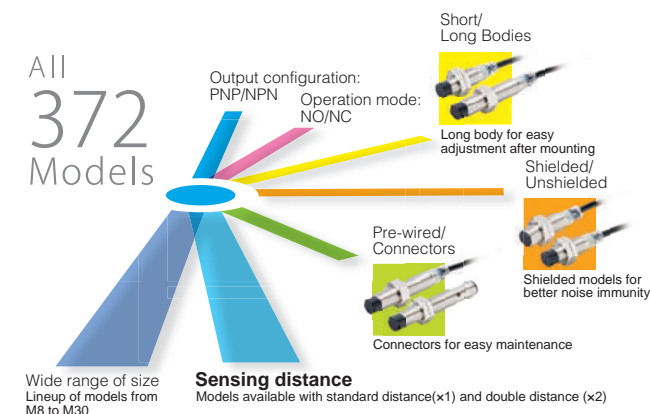 All
372
Models
Output configuration:
PNP/NPN
Operation mode:
NO/NC
Short/
Long Bodies
Long body for easy
adjustment after mounting
Shielded/
Unshielded
Shielded models for
better noise immunity
Pre-wired/
Connectors
Connectors for easy maintenance
Wide range of size
Lineup of models from
M8 to M30
Sensing distance
Models available with standard distance(×1) and double distance (×2)